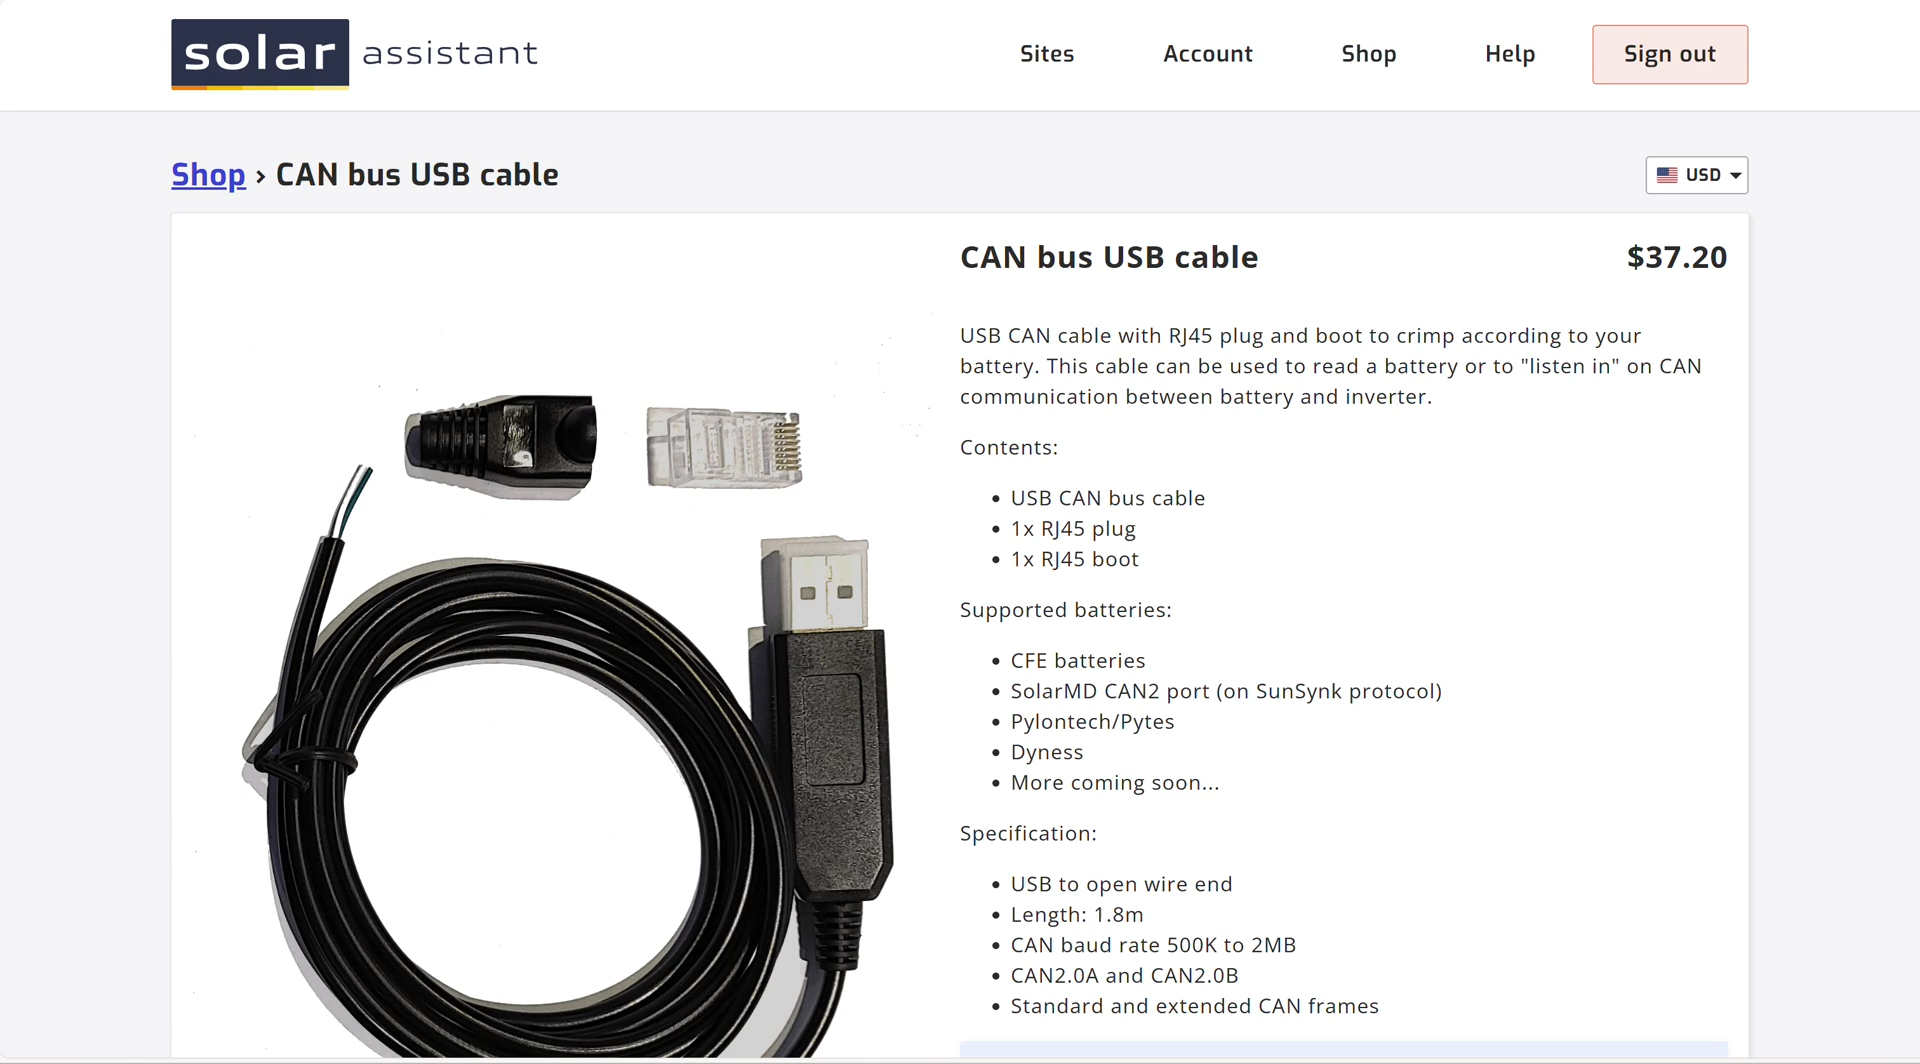 solar assistant
Sites
Account
Shop
Help
Sign out
Shop › CAN bus USB cable
USD
CAN bus USB cable
$37.20
USB CAN cable with RJ45 plug and boot to crimp according to your
battery. This cable can be used to read a battery or to "listen in" on CAN
communication between battery and inverter.
Contents:
• USB CAN bus cable
• 1x RJ45 plug
• 1x RJ45 boot
Supported batteries:
• CFE batteries
• SolarMD CAN2 port (on SunSynk protocol)
• Pylontech/Pytes
• Dyness
• More coming soon...
Specification:
• USB to open wire end
• Length: 1.8m
• CAN baud rate 500K to 2MB
• CAN2.0A and CAN2.0B
• Standard and extended CAN frames